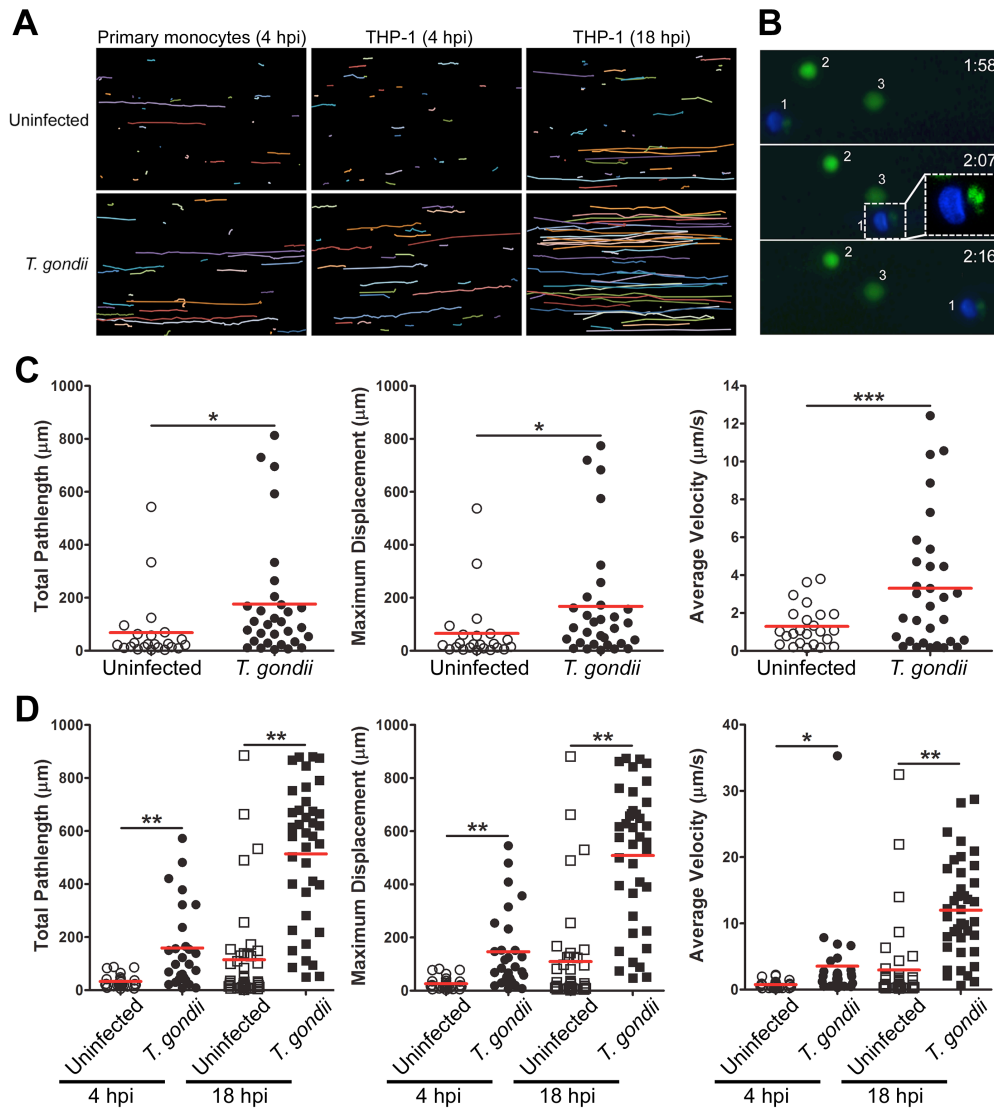 A
Primary monocytes (4 hpi) THP-1 (4 hpi) THP-1 (18 hpi)
Uninfected
T. gondii
B
1:58
2
3
1
2:07
2
3
1
2:16
2
3
1
C
Total Pathlength (μm)
1000
800
600
400
200
0
*
Uninfected T. gondii
Maximum Displacement (μm)
1000
800
600
400
200
0
*
Uninfected T. gondii
Average Velocity (μm/s)
14
12
10
8
6
4
2
0
***
Uninfected T. gondii
D
Total Pathlength (μm)
1000
800
600
400
200
0
**
**
Uninfected T. gondii Uninfected T. gondii
4 hpi 18 hpi
Maximum Displacement (μm)
1000
800
600
400
200
0
**
**
Uninfected T. gondii Uninfected T. gondii
4 hpi 18 hpi
Average Velocity (μm/s)
40
30
20
10
0
*
**
Uninfected T. gondii Uninfected T. gondii
4 hpi 18 hpi